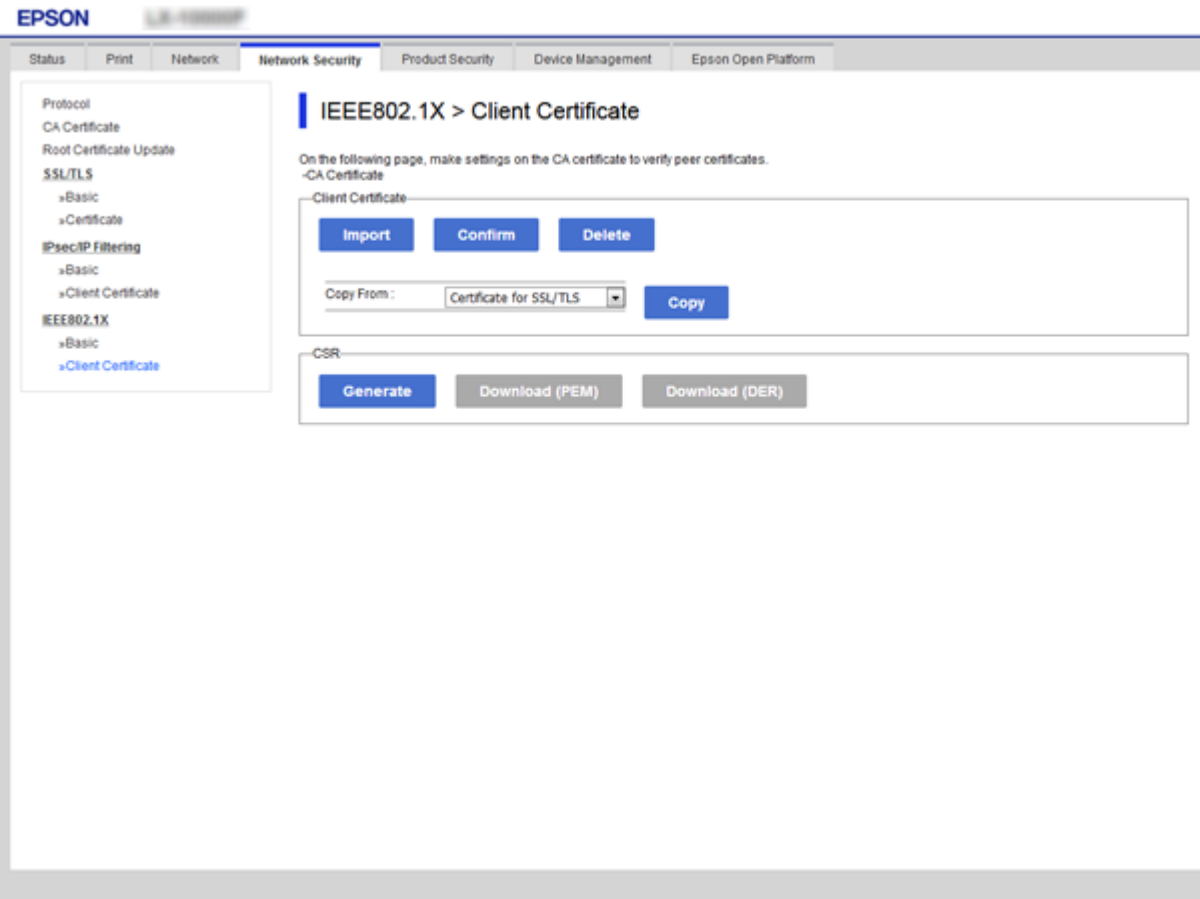 EPSON
Status Print Network Network Security Product Security Device Management Epson Open Platform
Protocol
CA Certificate
Root Certificate Update
SSL/TLS
»Basic
»Certificate
IPsec/IP Filtering
»Basic
»Client Certificate
IEEE802.1X
»Basic
»Client Certificate
IEEE802.1X > Client Certificate
On the following page, make settings on the CA certificate to verify peer certificates.
-CA Certificate
Client Certificate
Import Confirm Delete
Copy From : Certificate for SSL/TLS Copy
CSR
Generate Download (PEM) Download (DER)